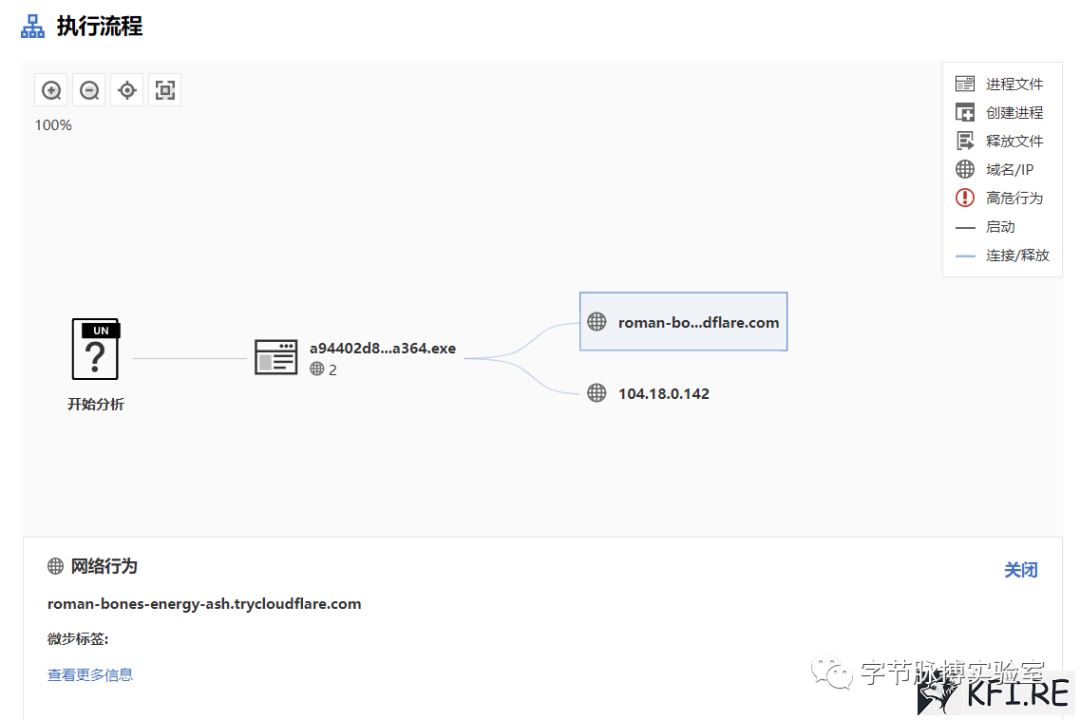 执行流程
100%
进程文件
创建进程
释放文件
域名/IP
高危行为
启动
连接/释放
UN
?
开始分析
a94402d8...a364.exe
2
roman-bo...dflare.com
104.18.0.142
网络行为
关闭
roman-bones-energy-ash.trycloudflare.com
微步标签:
查看更多信息
字节脉搏实验室
KFI.RE